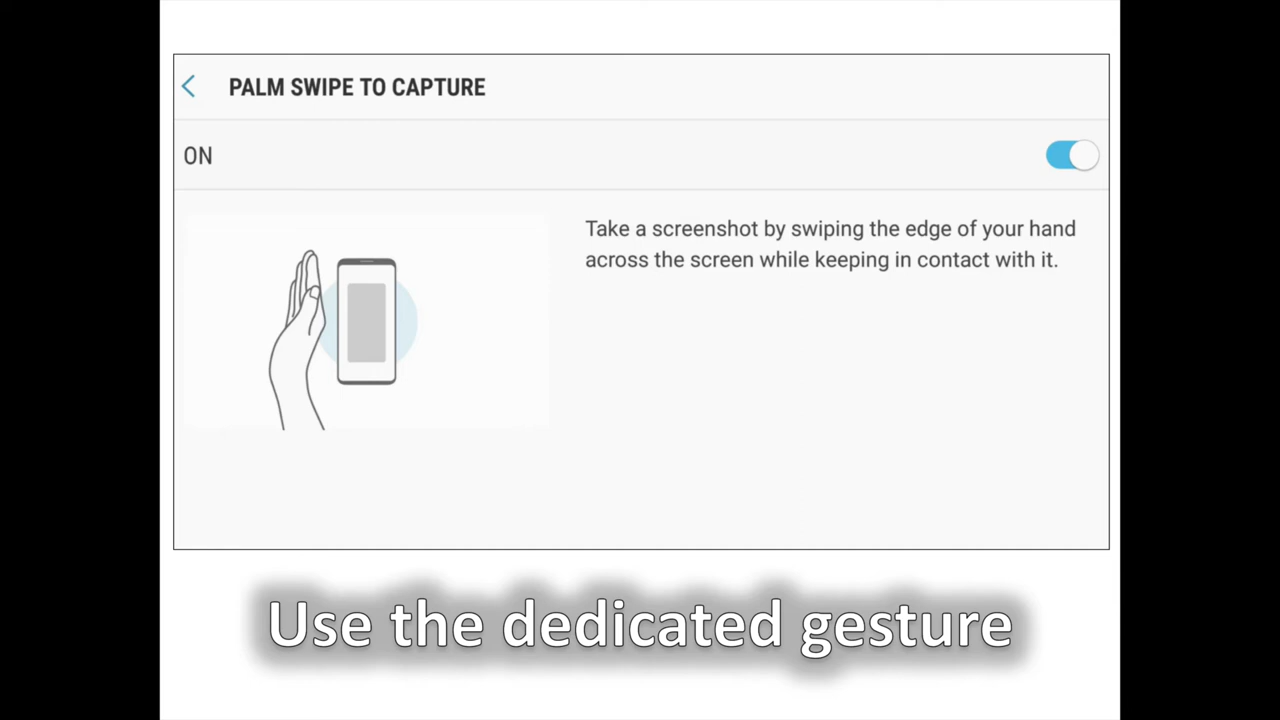 PALM SWIPE TO CAPTURE
ON
Take a screenshot by swiping the edge of your hand
across the screen while keeping in contact with it.
Use the dedicated gesture